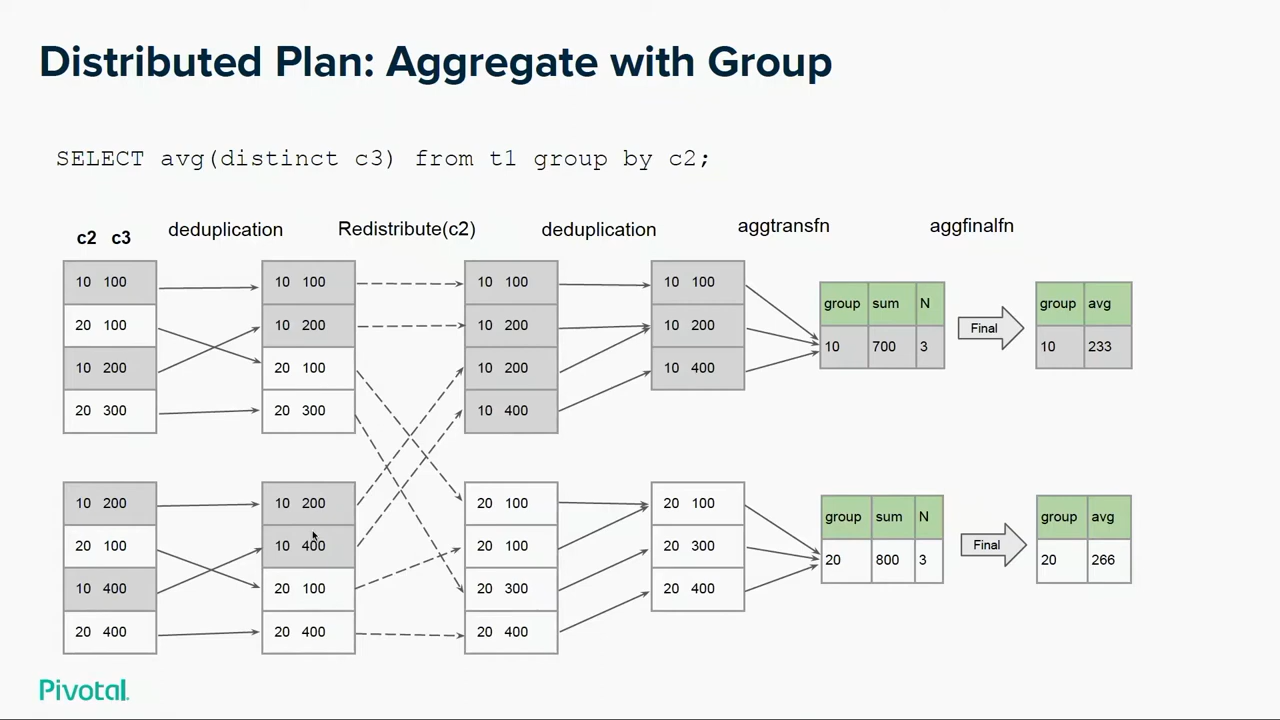 Distributed Plan: Aggregate with Group
SELECT avg(distinct c3) from t1 group by c2;
c2 c3 deduplication Redistribute(c2) deduplication aggtransfn aggfinalfn
10 100
20 100
10 200
20 300
10 100
10 200
20 100
20 300
10 100
10 200
10 200
10 400
10 100
10 200
10 400
group sum N
10 700 3
Final
group avg
10 233
10 200
20 100
10 400
20 400
10 200
10 400
20 100
20 400
20 100
20 100
20 300
20 400
20 100
20 300
20 400
group sum N
20 800 3
Final
group avg
20 266
Pivotal.